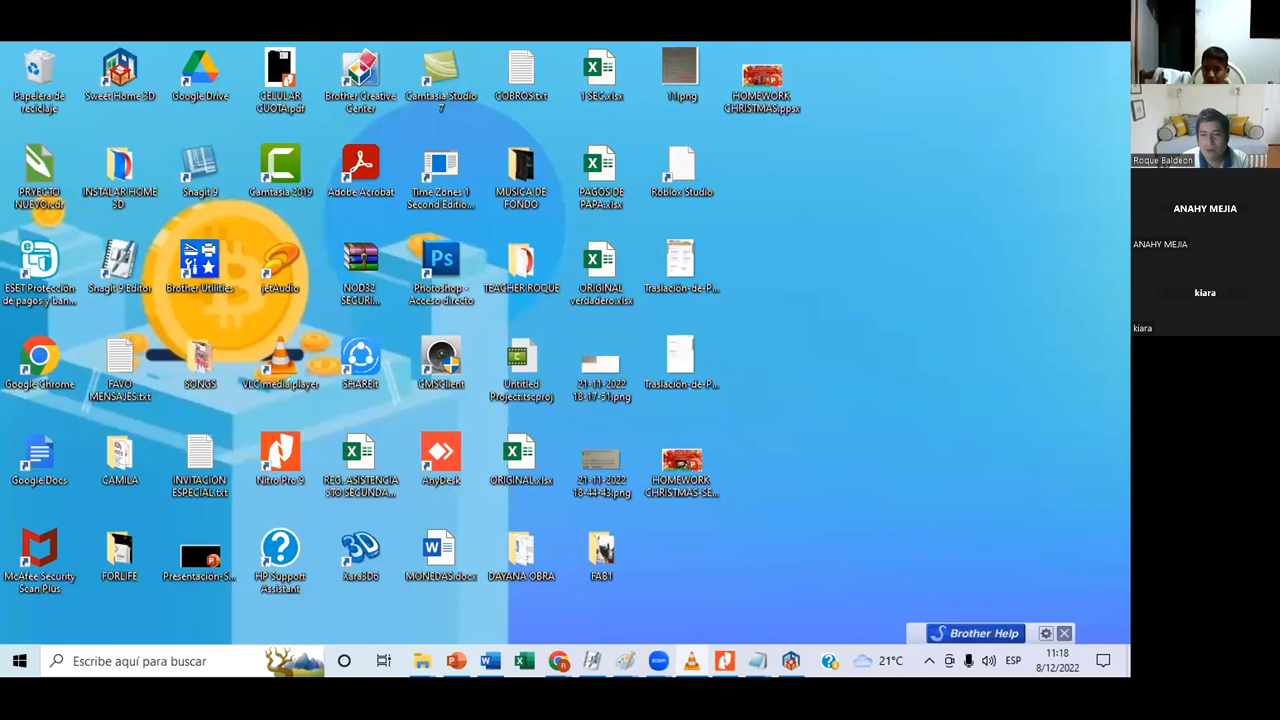 Papelera de
reciclaje
Sweet Home 3D
Google Drive
CELULAR
CUOTA.pdf
Brother Creative
Center
Camtasia Studio
7
COBROS.txt
1 SEC.xlsx
11.png
HOMEWORK
CHRISTMAS.ppsx
PRYECTO
NUEVO.cdr
INSTALAR HOME
3D
Snagit 9
Camtasia 2019
Adobe Acrobat
Time Zones 1
Second Editio...
MUSICA DE
FONDO
PAGOS DE
PAPA.xlsx
Roblox Studio
ESET Protección
de pagos y ban...
Snagit 9 Editor
Brother Utilities
jetAudio
NOD32
SECURI...
Photoshop -
Acceso directo
TEACHER ROQUE
ORIGINAL
verdadero.xlsx
Traslación-de-P...
Google Chrome
FAVO
MENSAJES.txt
SONGS
VLC media player
SHAREit
CMSClient
Untitled
Project.tscproj
21-11-2022
18-17-31.png
Traslación-de-P...
Google Docs
CAMILA
INVITACION
ESPECIAL.txt
Nitro Pro 9
REG. ASISTENCIA
5TO SECUNDA...
AnyDesk
ORIGINAL.xlsx
21-11-2022
18-44-43.png
HOMEWORK
CHRISTMAS-SE...
McAfee Security
Scan Plus
FORLIFE
Presentación-S...
HP Support
Assistant
Xara3D6
MONEDAS.docx
DAYANA OBRA
FAB1
Brother Help
Escribe aquí para buscar
zoom
21°C
ESP
11:18
8/12/2022
Roque Baldeon
ANAHY MEJIA
ANAHY MEJIA
kiara
kiara